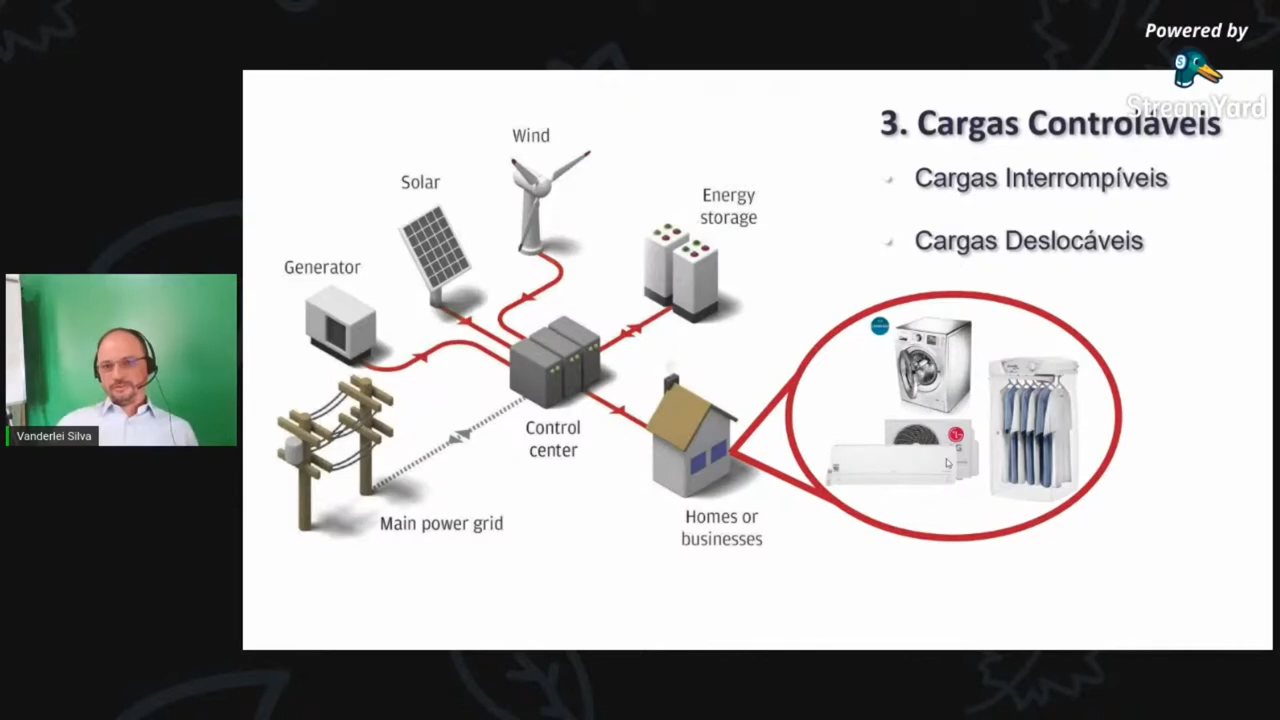 Powered by
StreamYard
3. Cargas Controláveis
Cargas Interrompíveis
Cargas Deslocáveis
Wind
Solar
Energy
storage
Generator
Control
center
Main power grid
Homes or
businesses
Vanderlei Silva